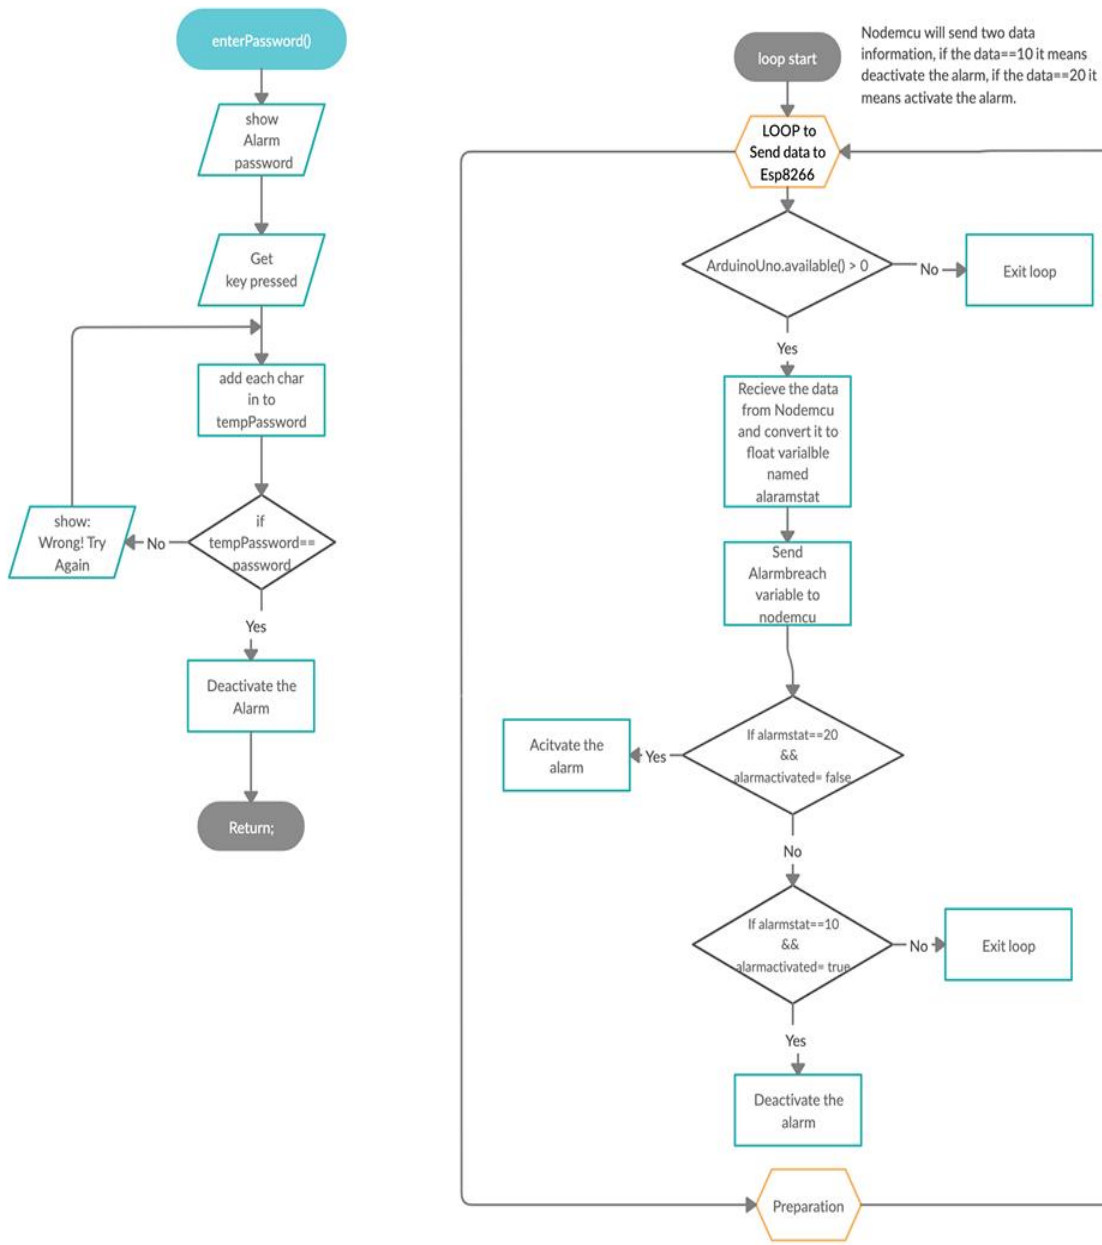 enterPassword()
show
Alarm
password
Get
key pressed
add each char
in to
tempPassword
if
tempPassword==
password
No
show:
Wrong! Try
Again
Yes
Deactivate the
Alarm
Return;
Nodemcu will send two data
information, if the data==10 it means
deactivate the alarm, if the data==20 it
means activate the alarm.
loop start
LOOP to
Send data to
Esp8266
ArduinoUno.available() > 0
No
Exit loop
Yes
Recieve the data
from Nodemcu
and convert it to
float varialble
named
alaramstat
Send
Alarmbreach
variable to
nodemcu
If alarmstat==20
&&
alarmactivated= false
Yes
Acitvate the
alarm
No
If alarmstat==10
&&
alarmactivated= true
No
Exit loop
Yes
Deactivate the
alarm
Preparation